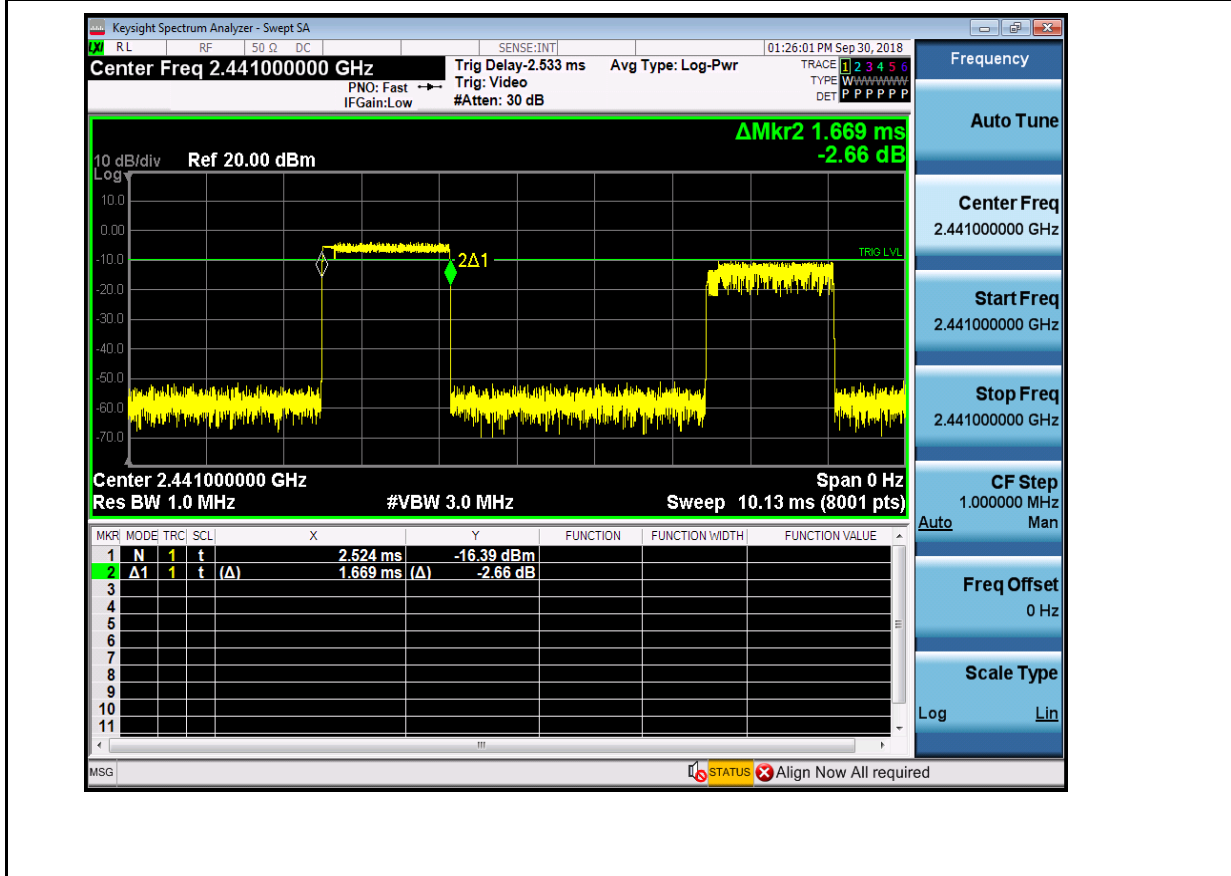 Keysight Spectrum Analyzer - Swept SA
LXI RL RF 50 Ω DC SENSE:INT 01:26:01 PM Sep 30, 2018
Center Freq 2.441000000 GHz Trig Delay-2.533 ms Avg Type: Log-Pwr TRACE 1 2 3 4 5 6
PNO: Fast Trig: Video TYPE WWWWWW
IFGain:Low #Atten: 30 dB DET P P P P P P
ΔMkr2 1.669 ms
-2.66 dB
10 dB/div Ref 20.00 dBm
Log
10.0
0.00
TRIG LVL
-10.0
2Δ1
-20.0
-30.0
-40.0
-50.0
-60.0
-70.0
Center 2.441000000 GHz Span 0 Hz
Res BW 1.0 MHz #VBW 3.0 MHz Sweep 10.13 ms (8001 pts)
MKR MODE TRC SCL X Y FUNCTION FUNCTION WIDTH FUNCTION VALUE
1 N 1 t 2.524 ms -16.39 dBm
2 Δ1 1 t (Δ) 1.669 ms (Δ) -2.66 dB
3
4
5
6
7
8
9
10
11
MSG STATUS Align Now All required
Frequency
Auto Tune
Center Freq
2.441000000 GHz
Start Freq
2.441000000 GHz
Stop Freq
2.441000000 GHz
CF Step
1.000000 MHz
Auto Man
Freq Offset
0 Hz
Scale Type
Log Lin